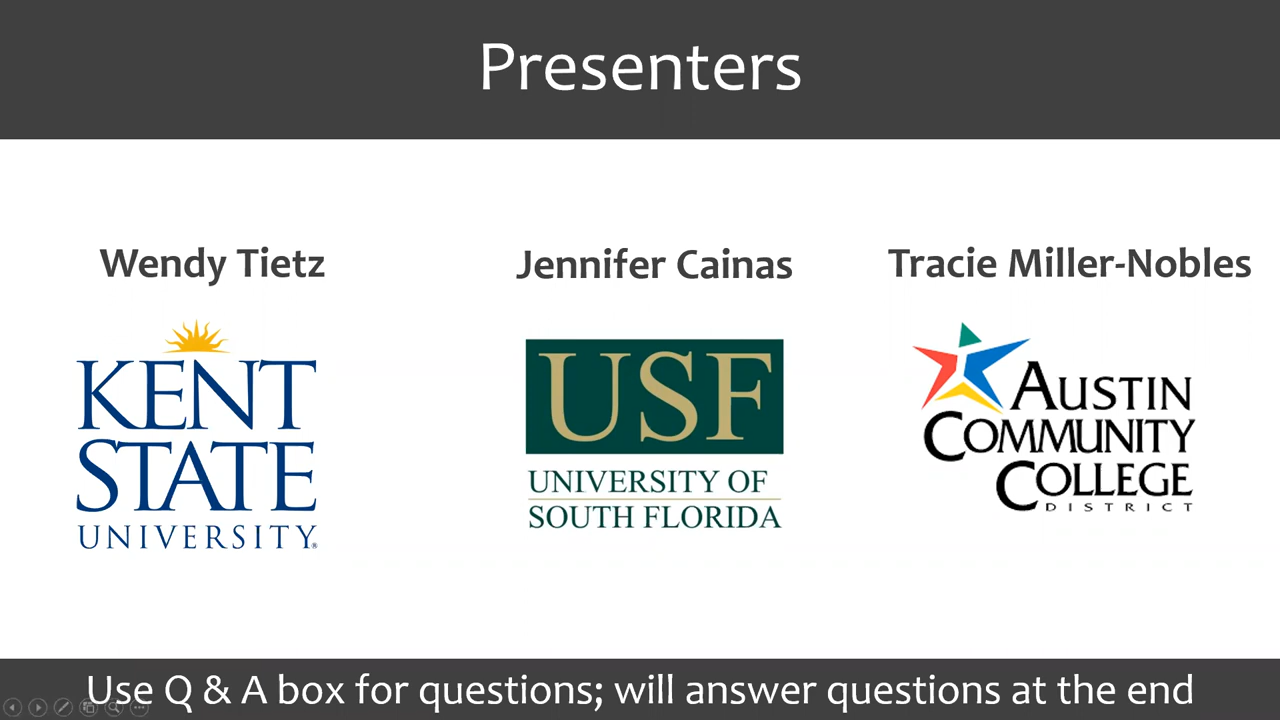 Presenters
Wendy Tietz
Jennifer Cainas
Tracie Miller-Nobles
KENT
STATE
UNIVERSITY®
USF
UNIVERSITY OF
SOUTH FLORIDA
AUSTIN
COMMUNITY
COLLEGE
DISTRICT
Use Q & A box for questions; will answer questions at the end